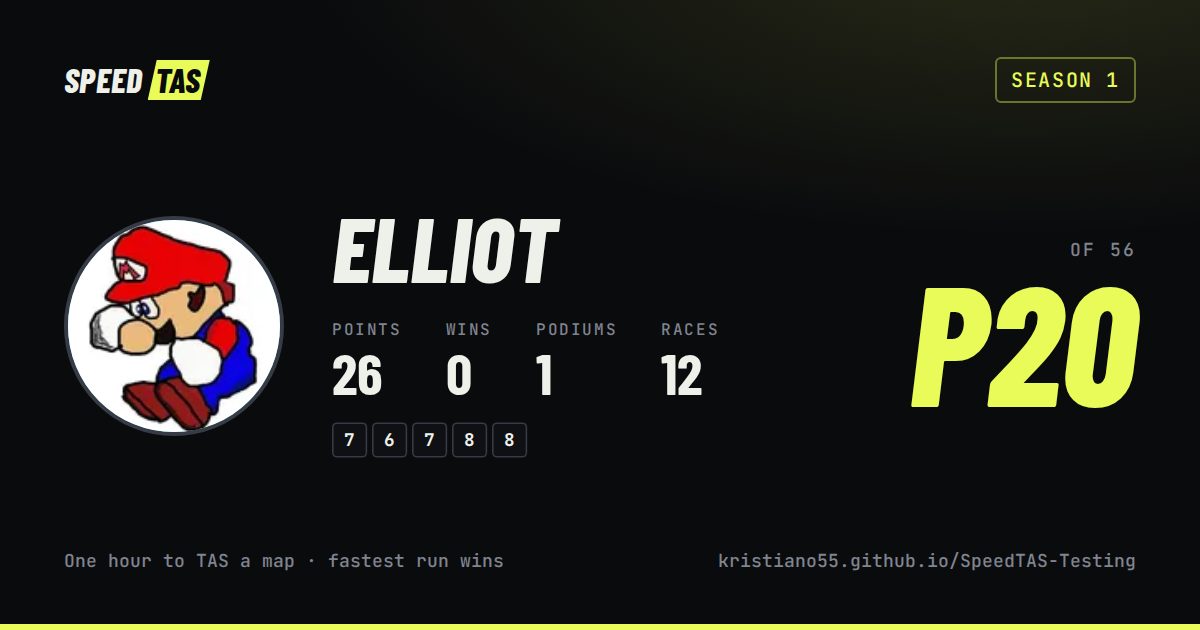 SPEED TAS
SEASON 1
ELLIOT
OF 56
P20
POINTS WINS PODIUMS RACES
26 0 1 12
7 6 7 8 8
One hour to TAS a map · fastest run wins
kristiano55.github.io/SpeedTAS-Testing